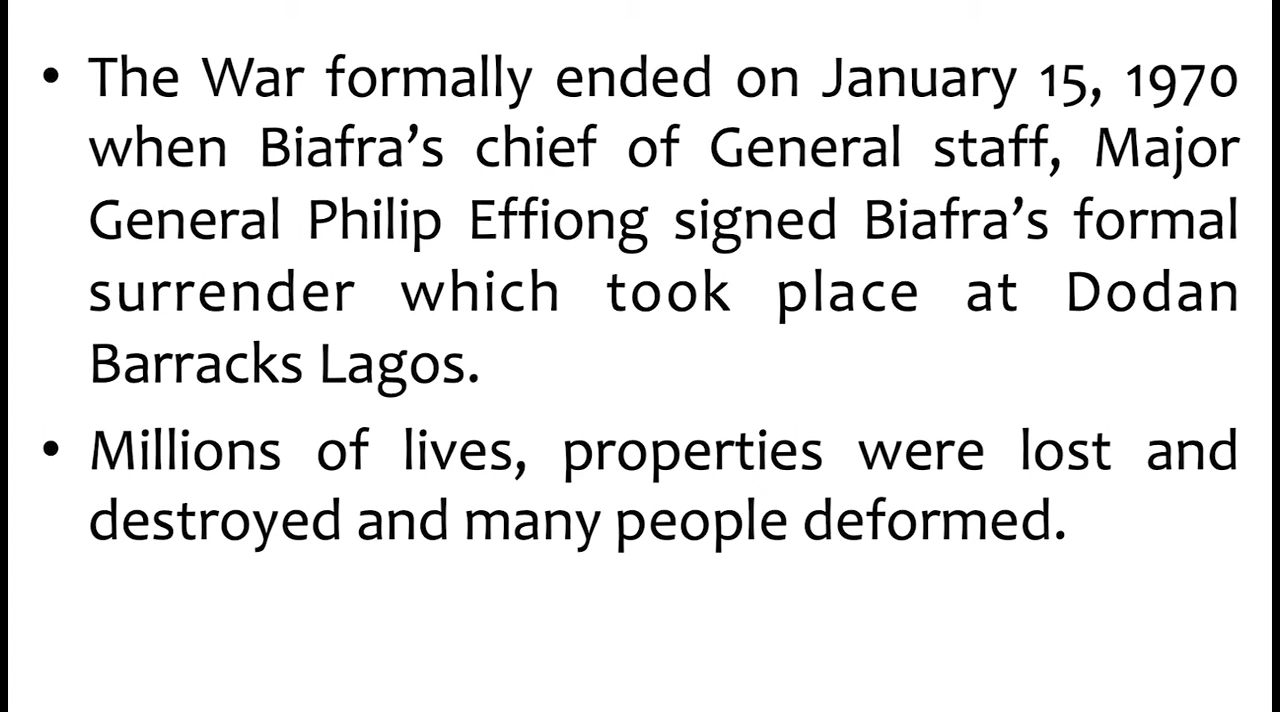 • The War formally ended on January 15, 1970
when Biafra’s chief of General staff, Major
General Philip Effiong signed Biafra’s formal
surrender which took place at Dodan
Barracks Lagos.
• Millions of lives, properties were lost and
destroyed and many people deformed.